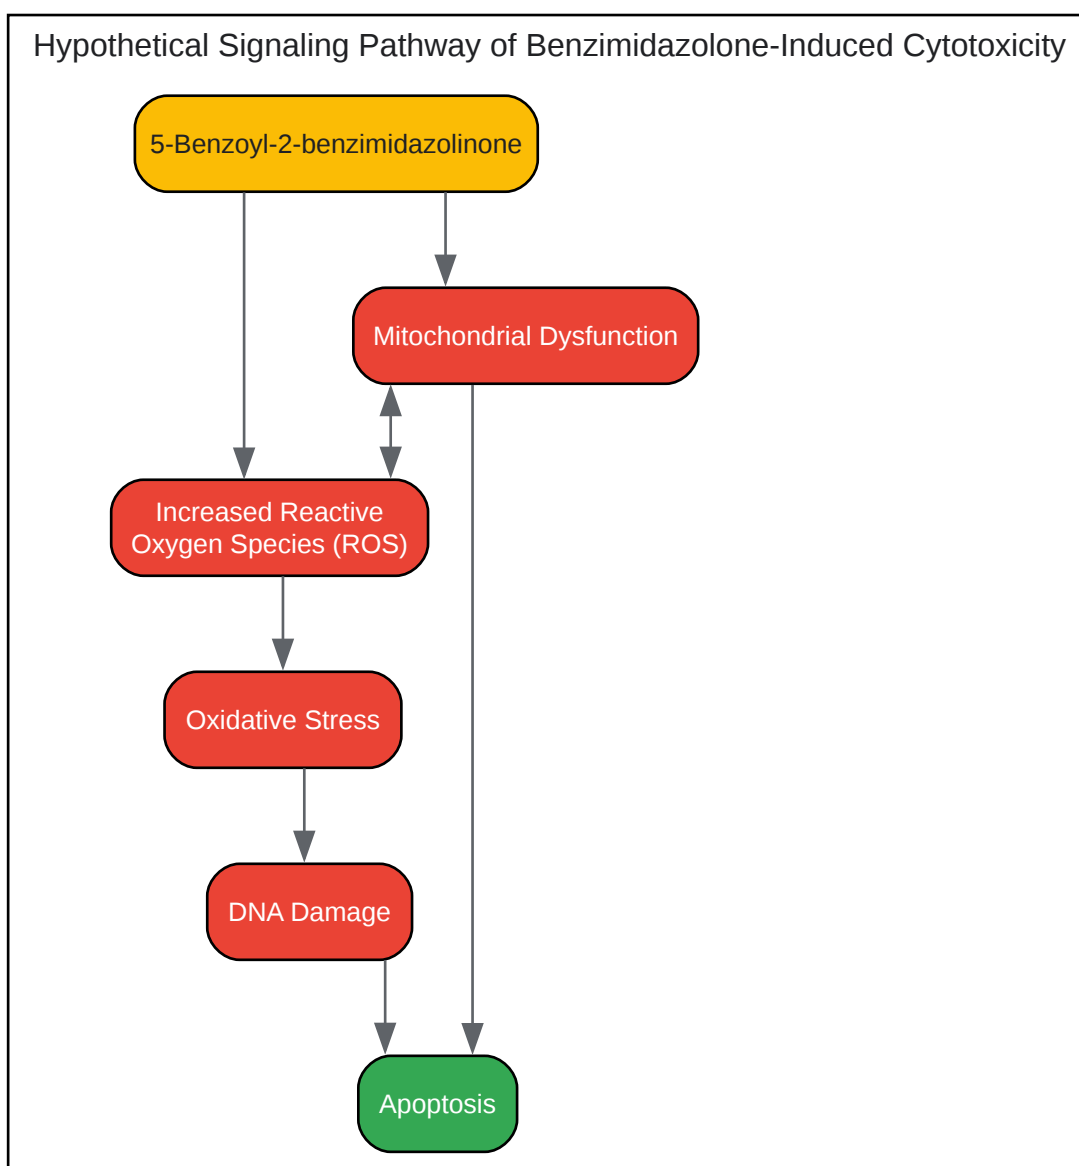 Hypothetical Signaling Pathway of Benzimidazolone-Induced Cytotoxicity
5-Benzoyl-2-benzimidazolinone
Mitochondrial Dysfunction
Increased Reactive
Oxygen Species (ROS)
Oxidative Stress
DNA Damage
Apoptosis